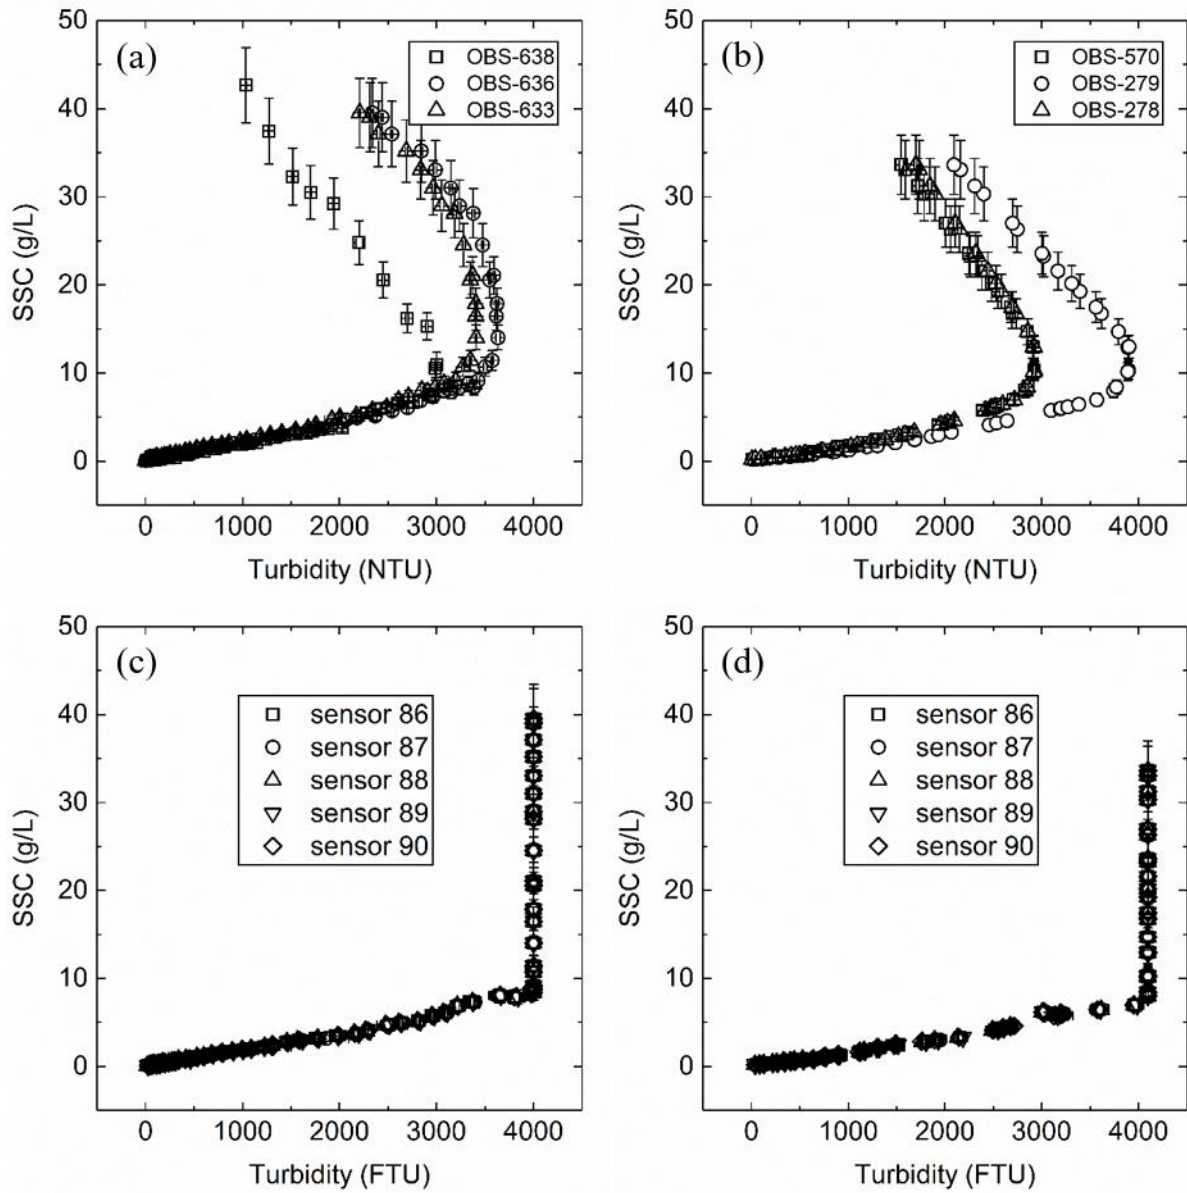 (a)
OBS-638
OBS-636
OBS-633
50
40
30
20
10
0
SSC (g/L)
0 1000 2000 3000 4000
Turbidity (NTU)
(b)
OBS-570
OBS-279
OBS-278
50
40
30
20
10
0
SSC (g/L)
0 1000 2000 3000 4000
Turbidity (NTU)
(c)
sensor 86
sensor 87
sensor 88
sensor 89
sensor 90
50
40
30
20
10
0
SSC (g/L)
0 1000 2000 3000 4000
Turbidity (FTU)
(d)
sensor 86
sensor 87
sensor 88
sensor 89
sensor 90
50
40
30
20
10
0
SSC (g/L)
0 1000 2000 3000 4000
Turbidity (FTU)